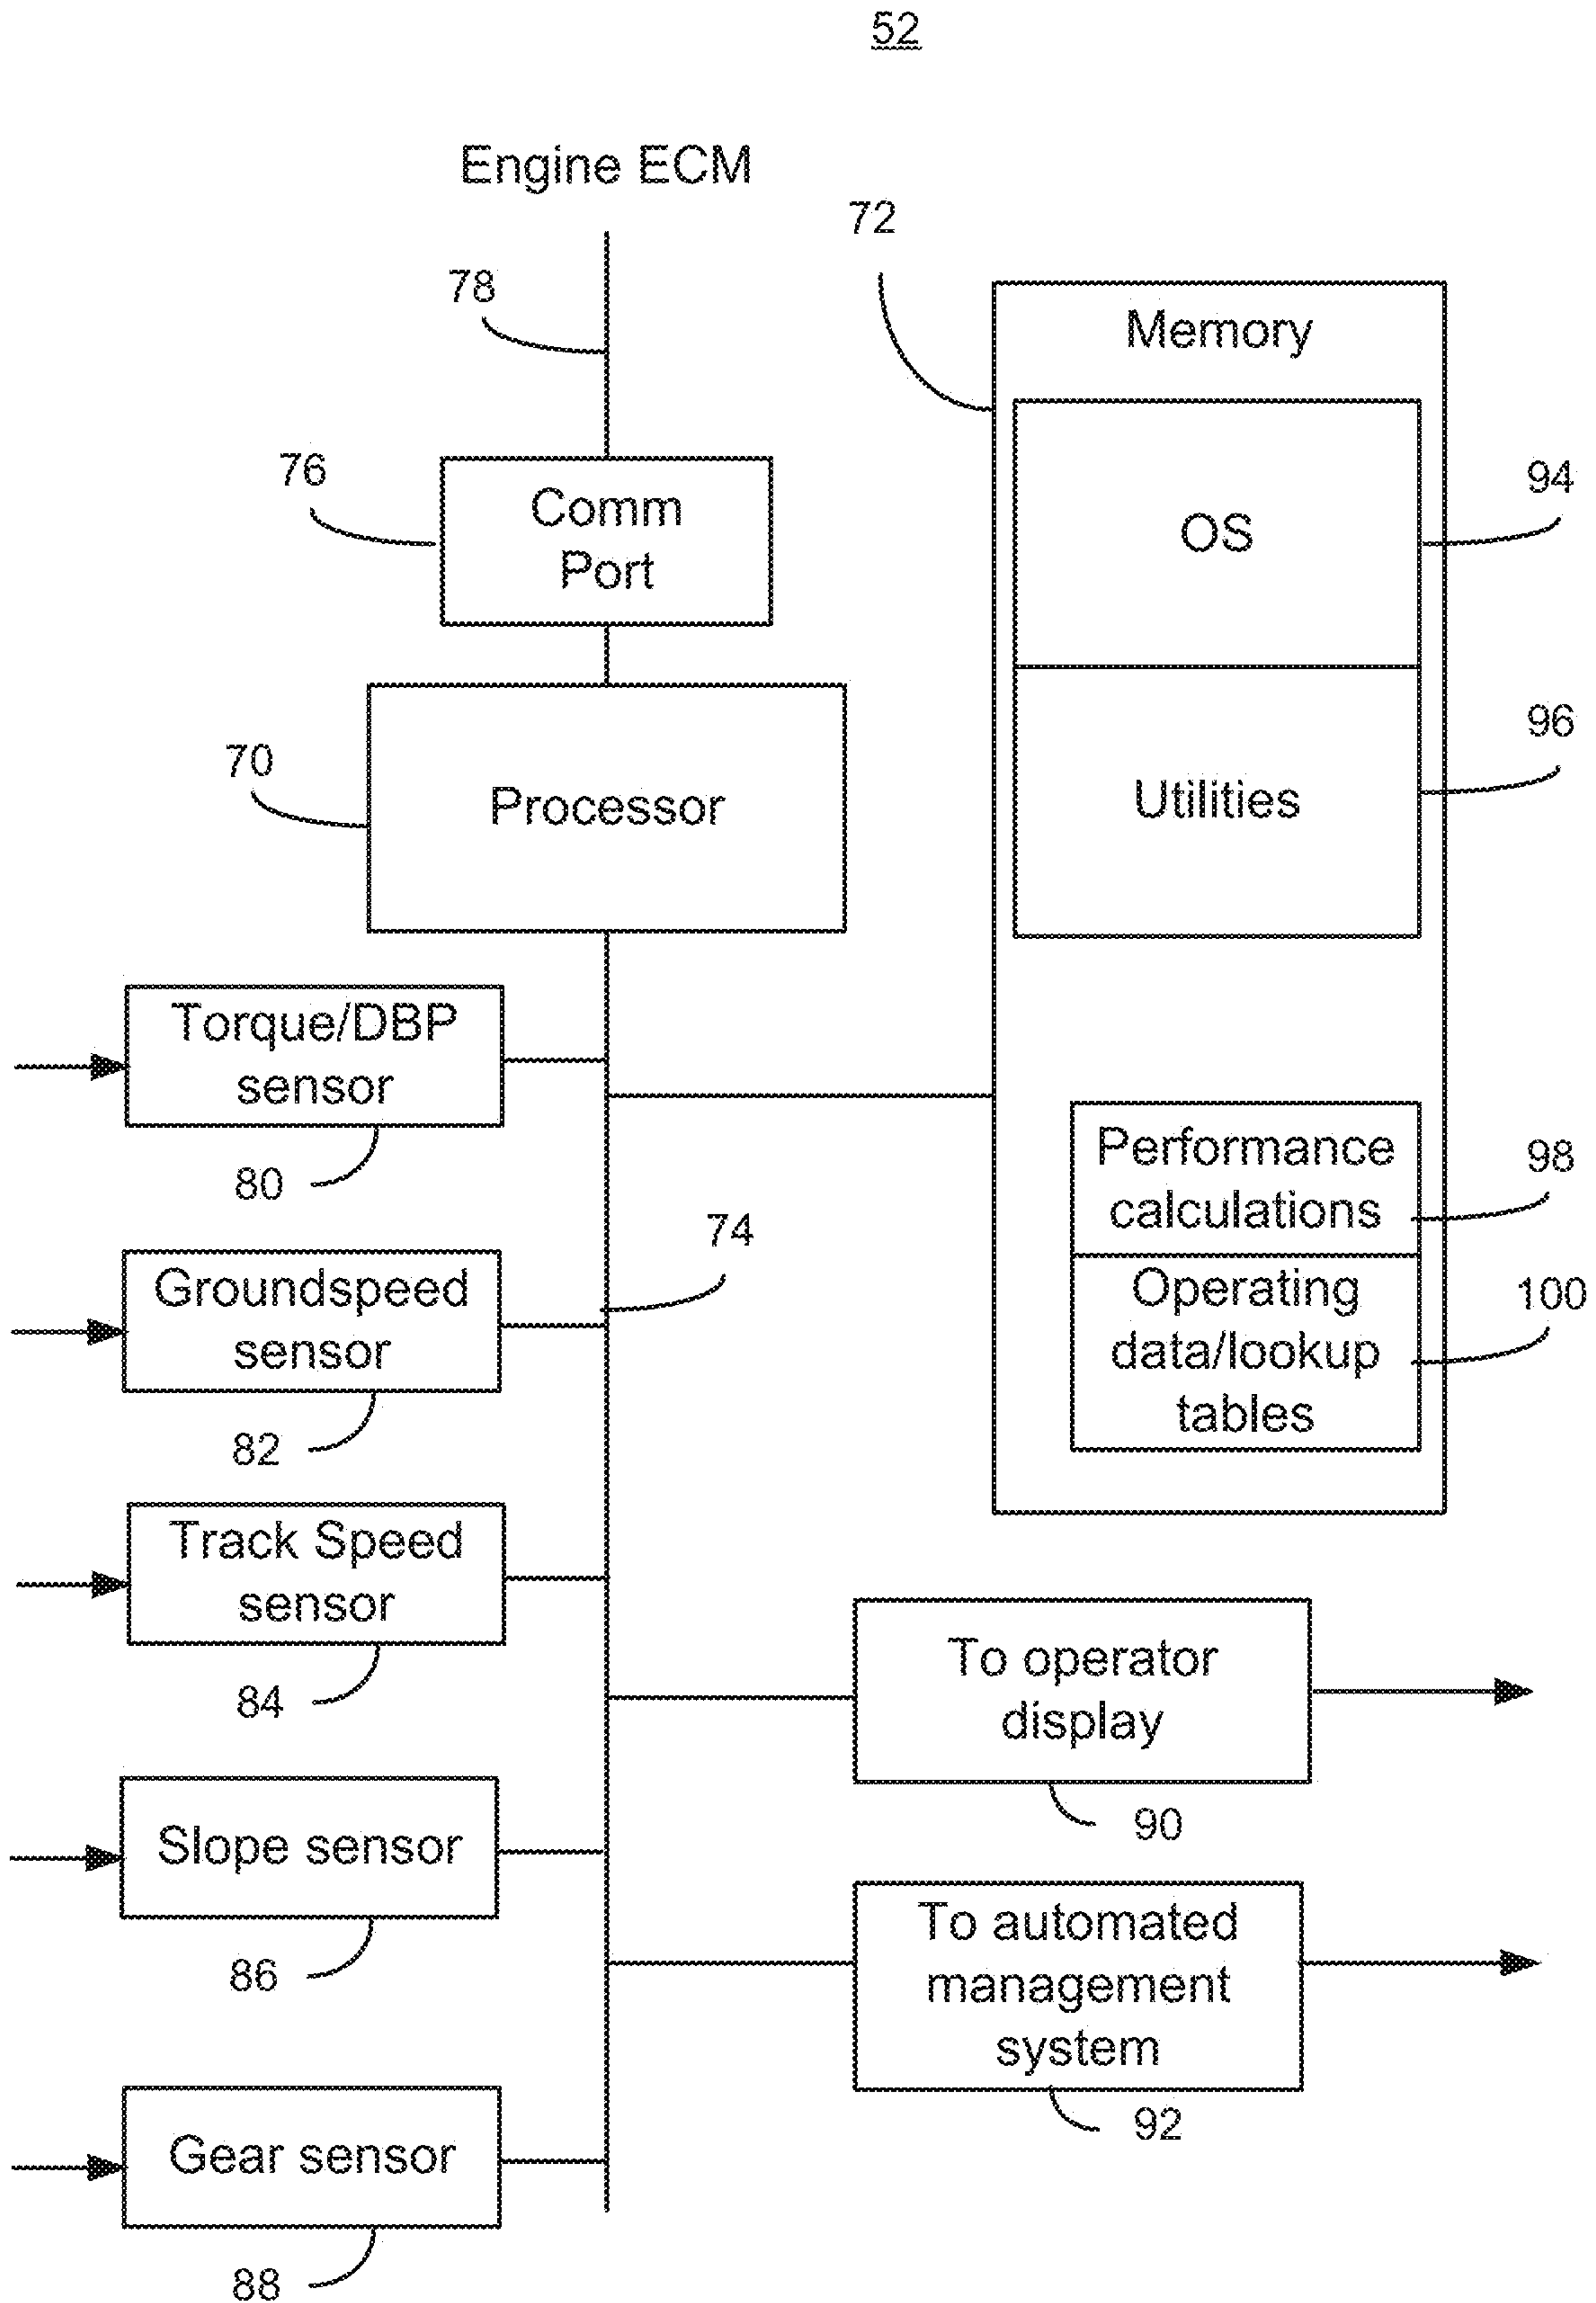 52
Engine ECM
78
72
Memory
76
Comm
Port
OS
94
70
Processor
Utilities
96
Torque/DBP
sensor
80
Performance
calculations
98
74
Groundspeed
sensor
82
Operating
data/lookup
tables
100
Track Speed
sensor
84
To operator
display
90
Slope sensor
86
To automated
management
system
92
Gear sensor
88